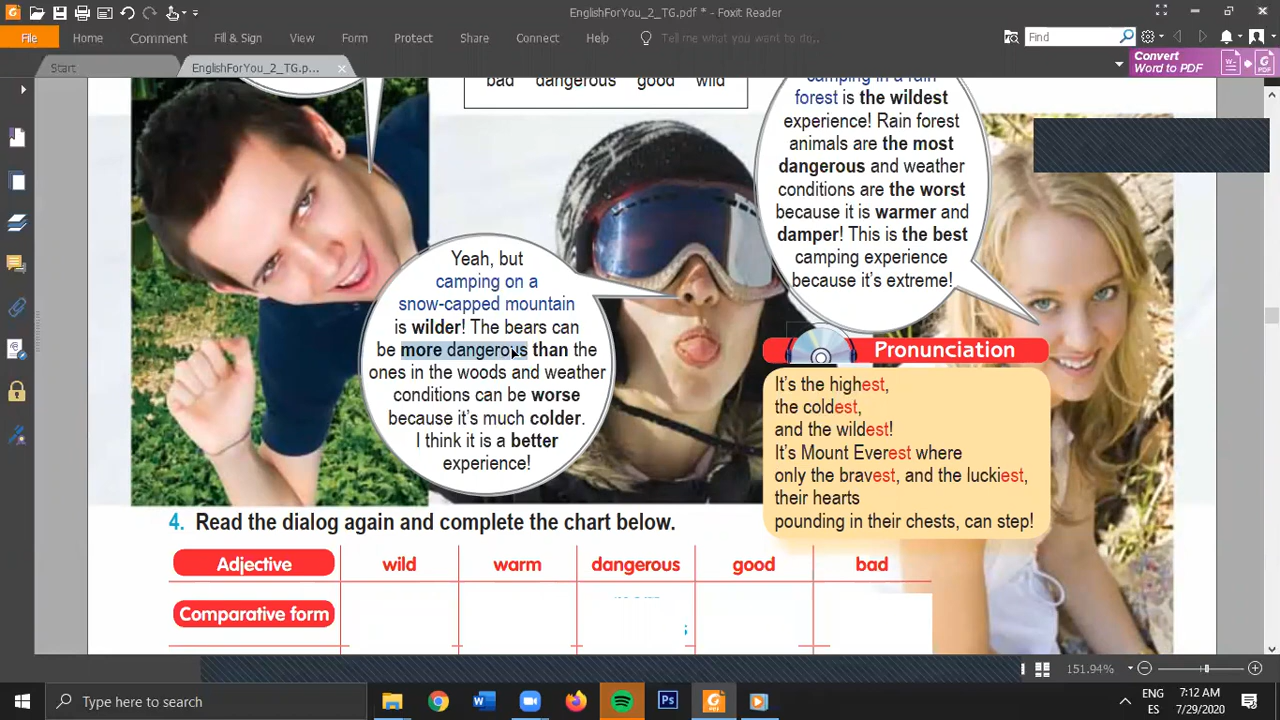 EnglishForYou_2_TG.pdf * - Foxit Reader
File Home Comment Fill & Sign View Form Protect Share Connect Help Tell me what you want to do.. Find
Start EnglishForYou_2_TG.p... Convert
Word to PDF
bad dangerous good wild
camping in a rain
forest is the wildest
experience! Rain forest
animals are the most
dangerous and weather
conditions are the worst
because it is warmer and
damper! This is the best
camping experience
because it's extreme!
Yeah, but
camping on a
snow-capped mountain
is wilder! The bears can
be more dangerous than the
ones in the woods and weather
conditions can be worse
because it's much colder.
I think it is a better
experience!
Pronunciation
It's the highest,
the coldest,
and the wildest!
It's Mount Everest where
only the bravest, and the luckiest,
their hearts
pounding in their chests, can step!
4. Read the dialog again and complete the chart below.
Adjective wild warm dangerous good bad
Comparative form
151.94%
Type here to search
ENG
ES
7:12 AM
7/29/2020